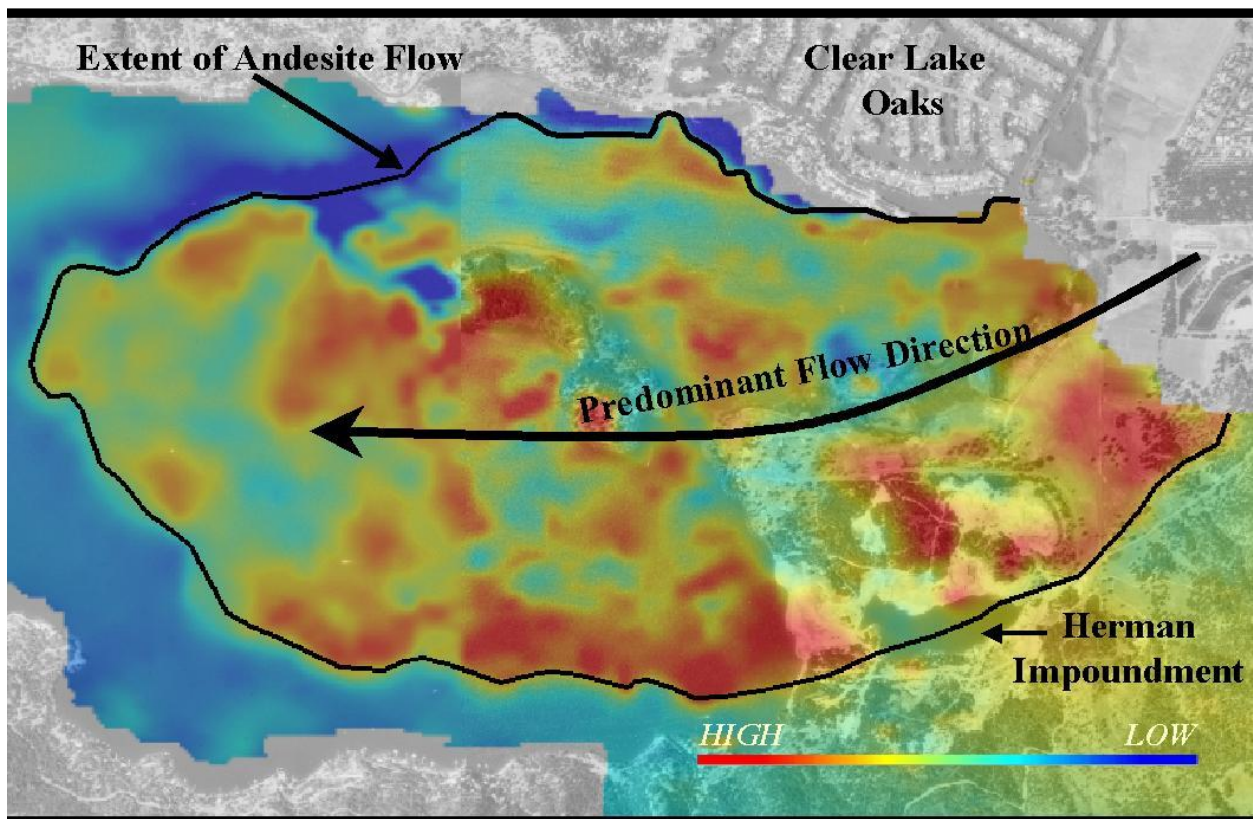 Extent of Andesite Flow
Clear Lake
Oaks
Predominant Flow Direction
Herman
Impoundment
HIGH
LOW